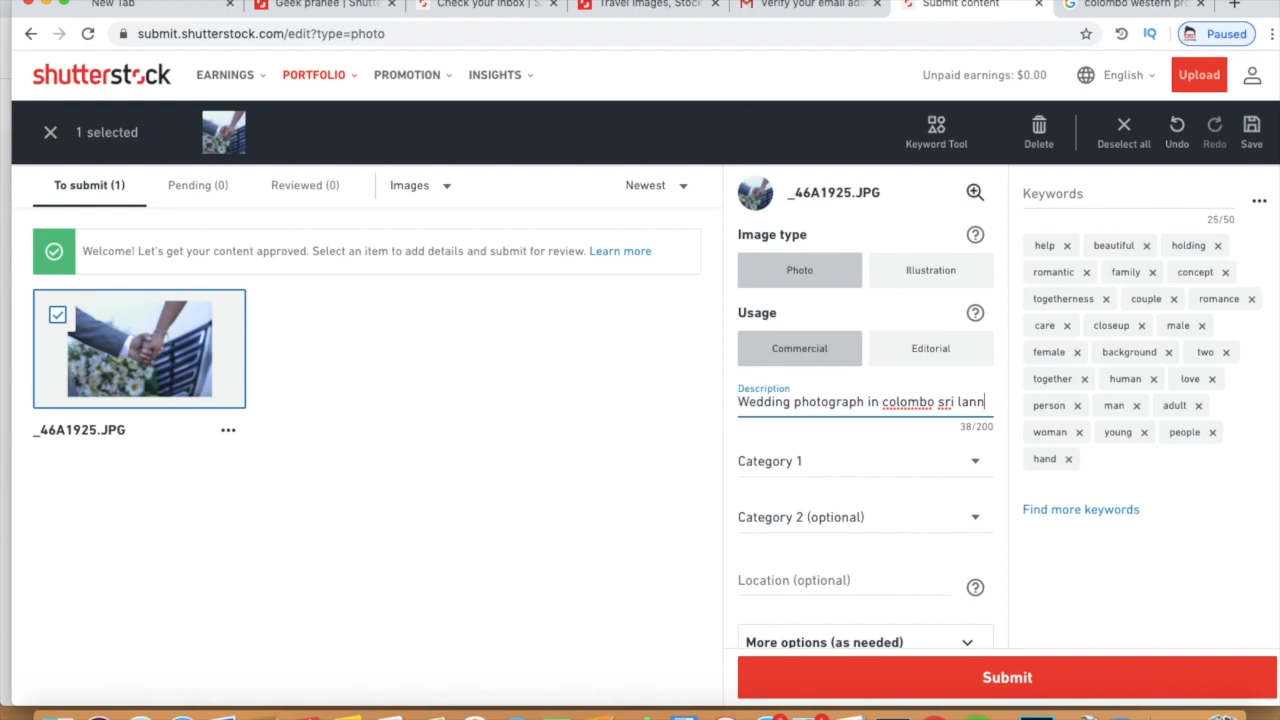 New Tab
Geek pranee | Shutte
Check your inbox | S
Travel Images, Stock
Verify your email add
Submit content
colombo western pro
submit.shutterstock.com/edit?type=photo
IQ
Paused
shutterstock
EARNINGS
PORTFOLIO
PROMOTION
INSIGHTS
Unpaid earnings: $0.00
English
Upload
1 selected
Keyword Tool
Delete
Deselect all
Undo
Redo
Save
To submit (1)
Pending (0)
Reviewed (0)
Images
Newest
Welcome! Let's get your content approved. Select an item to add details and submit for review. Learn more
_46A1925.JPG
_46A1925.JPG
Image type
Photo
Illustration
Usage
Commercial
Editorial
Description
Wedding photograph in colombo sri lann
38/200
Category 1
Category 2 (optional)
Location (optional)
More options (as needed)
Keywords
25/50
help beautiful holding
romantic family concept
togetherness couple romance
care closeup male
female background two
together human love
person man adult
woman young people
hand
Find more keywords
Submit